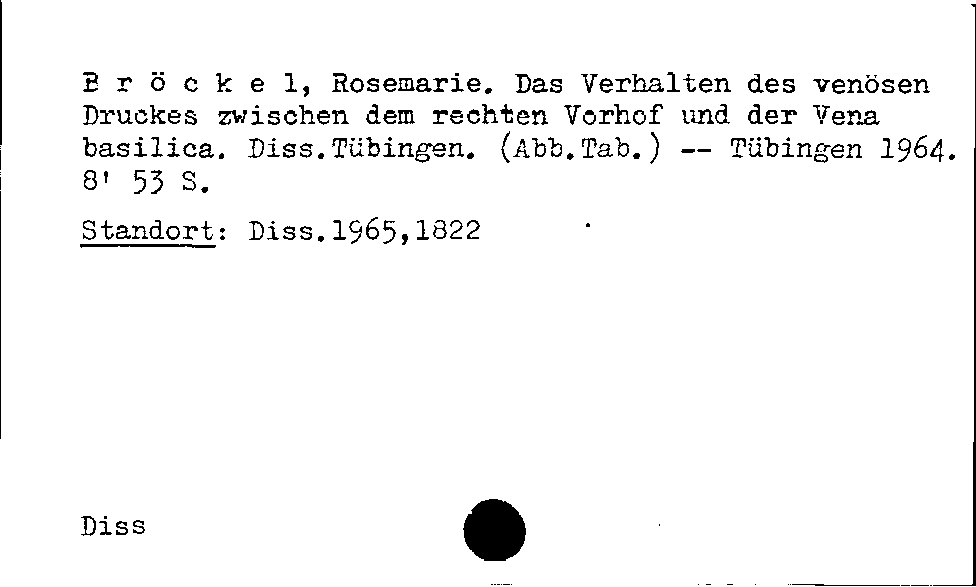 B r ö c k e l, Rosemarie. Das Verhalten des venösen
Druckes zwischen dem rechten Vorhof und der Vena
basilica. Diss.Tübingen. (Abb.Tab.) -- Tübingen 1964.
8' 53 S.
Standort: Diss.1965,1822
Diss